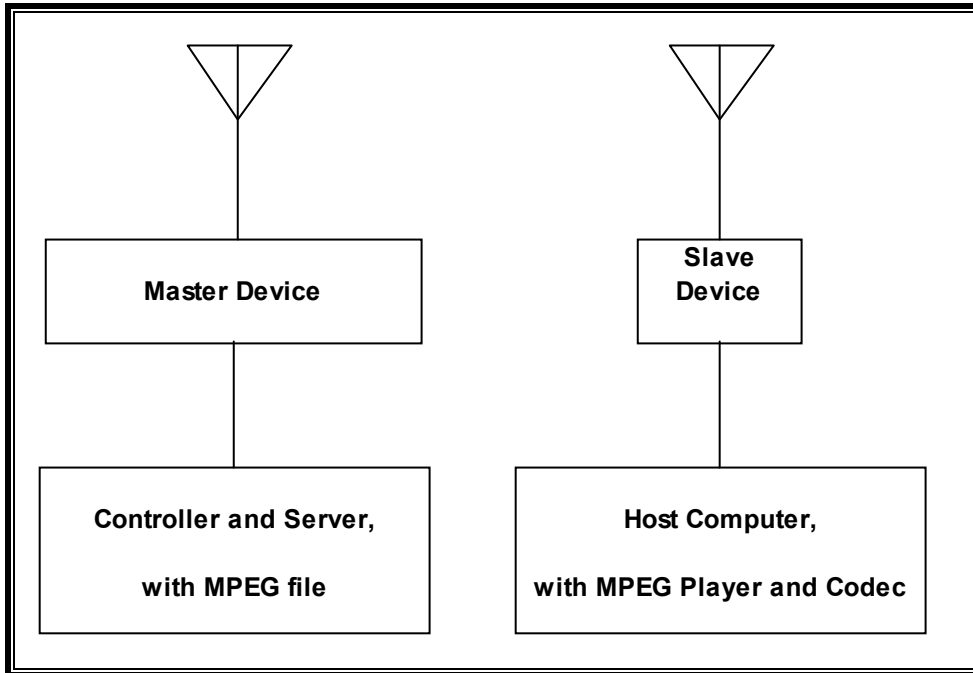 Master Device
Slave
Device
Controller and Server,
with MPEG file
Host Computer,
with MPEG Player and Codec